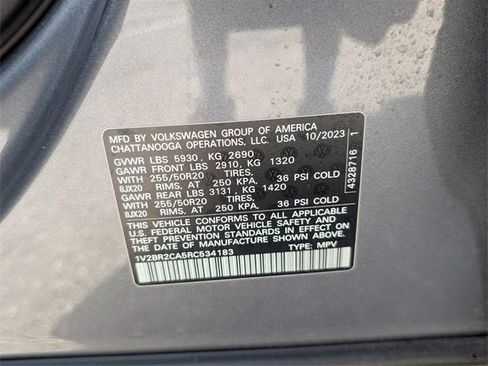 MFD BY VOLKSWAGEN GROUP OF AMERICA
CHATTANOOGA OPERATIONS, LLC. USA 10/2023
GVWR LBS 5930, KG 2690
GAWR FRONT LBS 2910, KG 1320
WITH 255/50R20 TIRES,
8JX20 RIMS. AT 250 KPA, 36 PSI COLD
GAWR REAR LBS 3131, KG 1420
WITH 255/50R20 TIRES,
8JX20 RIMS. AT 250 KPA, 36 PSI COLD
THIS VEHICLE CONFORMS TO ALL APPLICABLE
U.S. FEDERAL MOTOR VEHICLE SAFETY AND
THEFT PREVENTION STANDARDS IN EFFECT ON
THE DATE OF MANUFACTURE SHOWN ABOVE.
1V2BR2CA5RC534183 TYPE: MPV
4328716 1